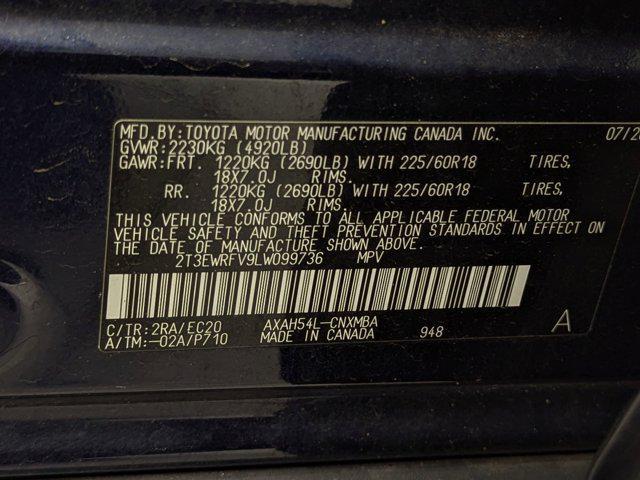 MFD.BY:TOYOTA MOTOR MANUFACTURING CANADA INC. 07/20
GVWR:2230KG (4920LB)
GAWR:FRT. 1220KG (2690LB) WITH 225/60R18 TIRES,
18X7.0J RIMS.
RR. 1220KG (2690LB) WITH 225/60R18 TIRES,
18X7.0J RIMS.
THIS VEHICLE CONFORMS TO ALL APPLICABLE FEDERAL MOTOR
VEHICLE SAFETY AND THEFT PREVENTION STANDARDS IN EFFECT ON
THE DATE OF MANUFACTURE SHOWN ABOVE.
2T3EWRFV9LW099736 MPV
C/TR:2RA/EC20 AXAH54L-CNXMBA A
A/TM:-02A/P710 MADE IN CANADA 948